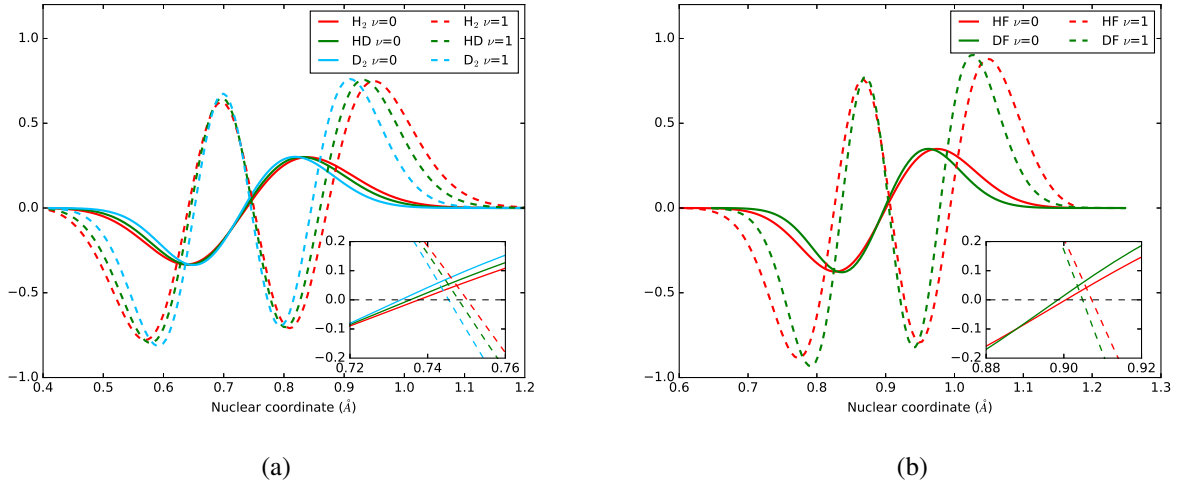 1.0
0.5
0.0
−0.5
−1.0
0.4 0.5 0.6 0.7 0.8 0.9 1.0 1.1 1.2
Nuclear coordinate (Å)
H₂ ν=0
HD ν=0
D₂ ν=0
H₂ ν=1
HD ν=1
D₂ ν=1
0.2
0.1
0.0
−0.1
−0.2
0.72 0.74 0.76
(a)
1.0
0.5
0.0
−0.5
−1.0
0.6 0.7 0.8 0.9 1.0 1.1 1.2 1.3
Nuclear coordinate (Å)
HF ν=0
DF ν=0
HF ν=1
DF ν=1
0.2
0.1
0.0
−0.1
−0.2
0.88 0.90 0.92
(b)